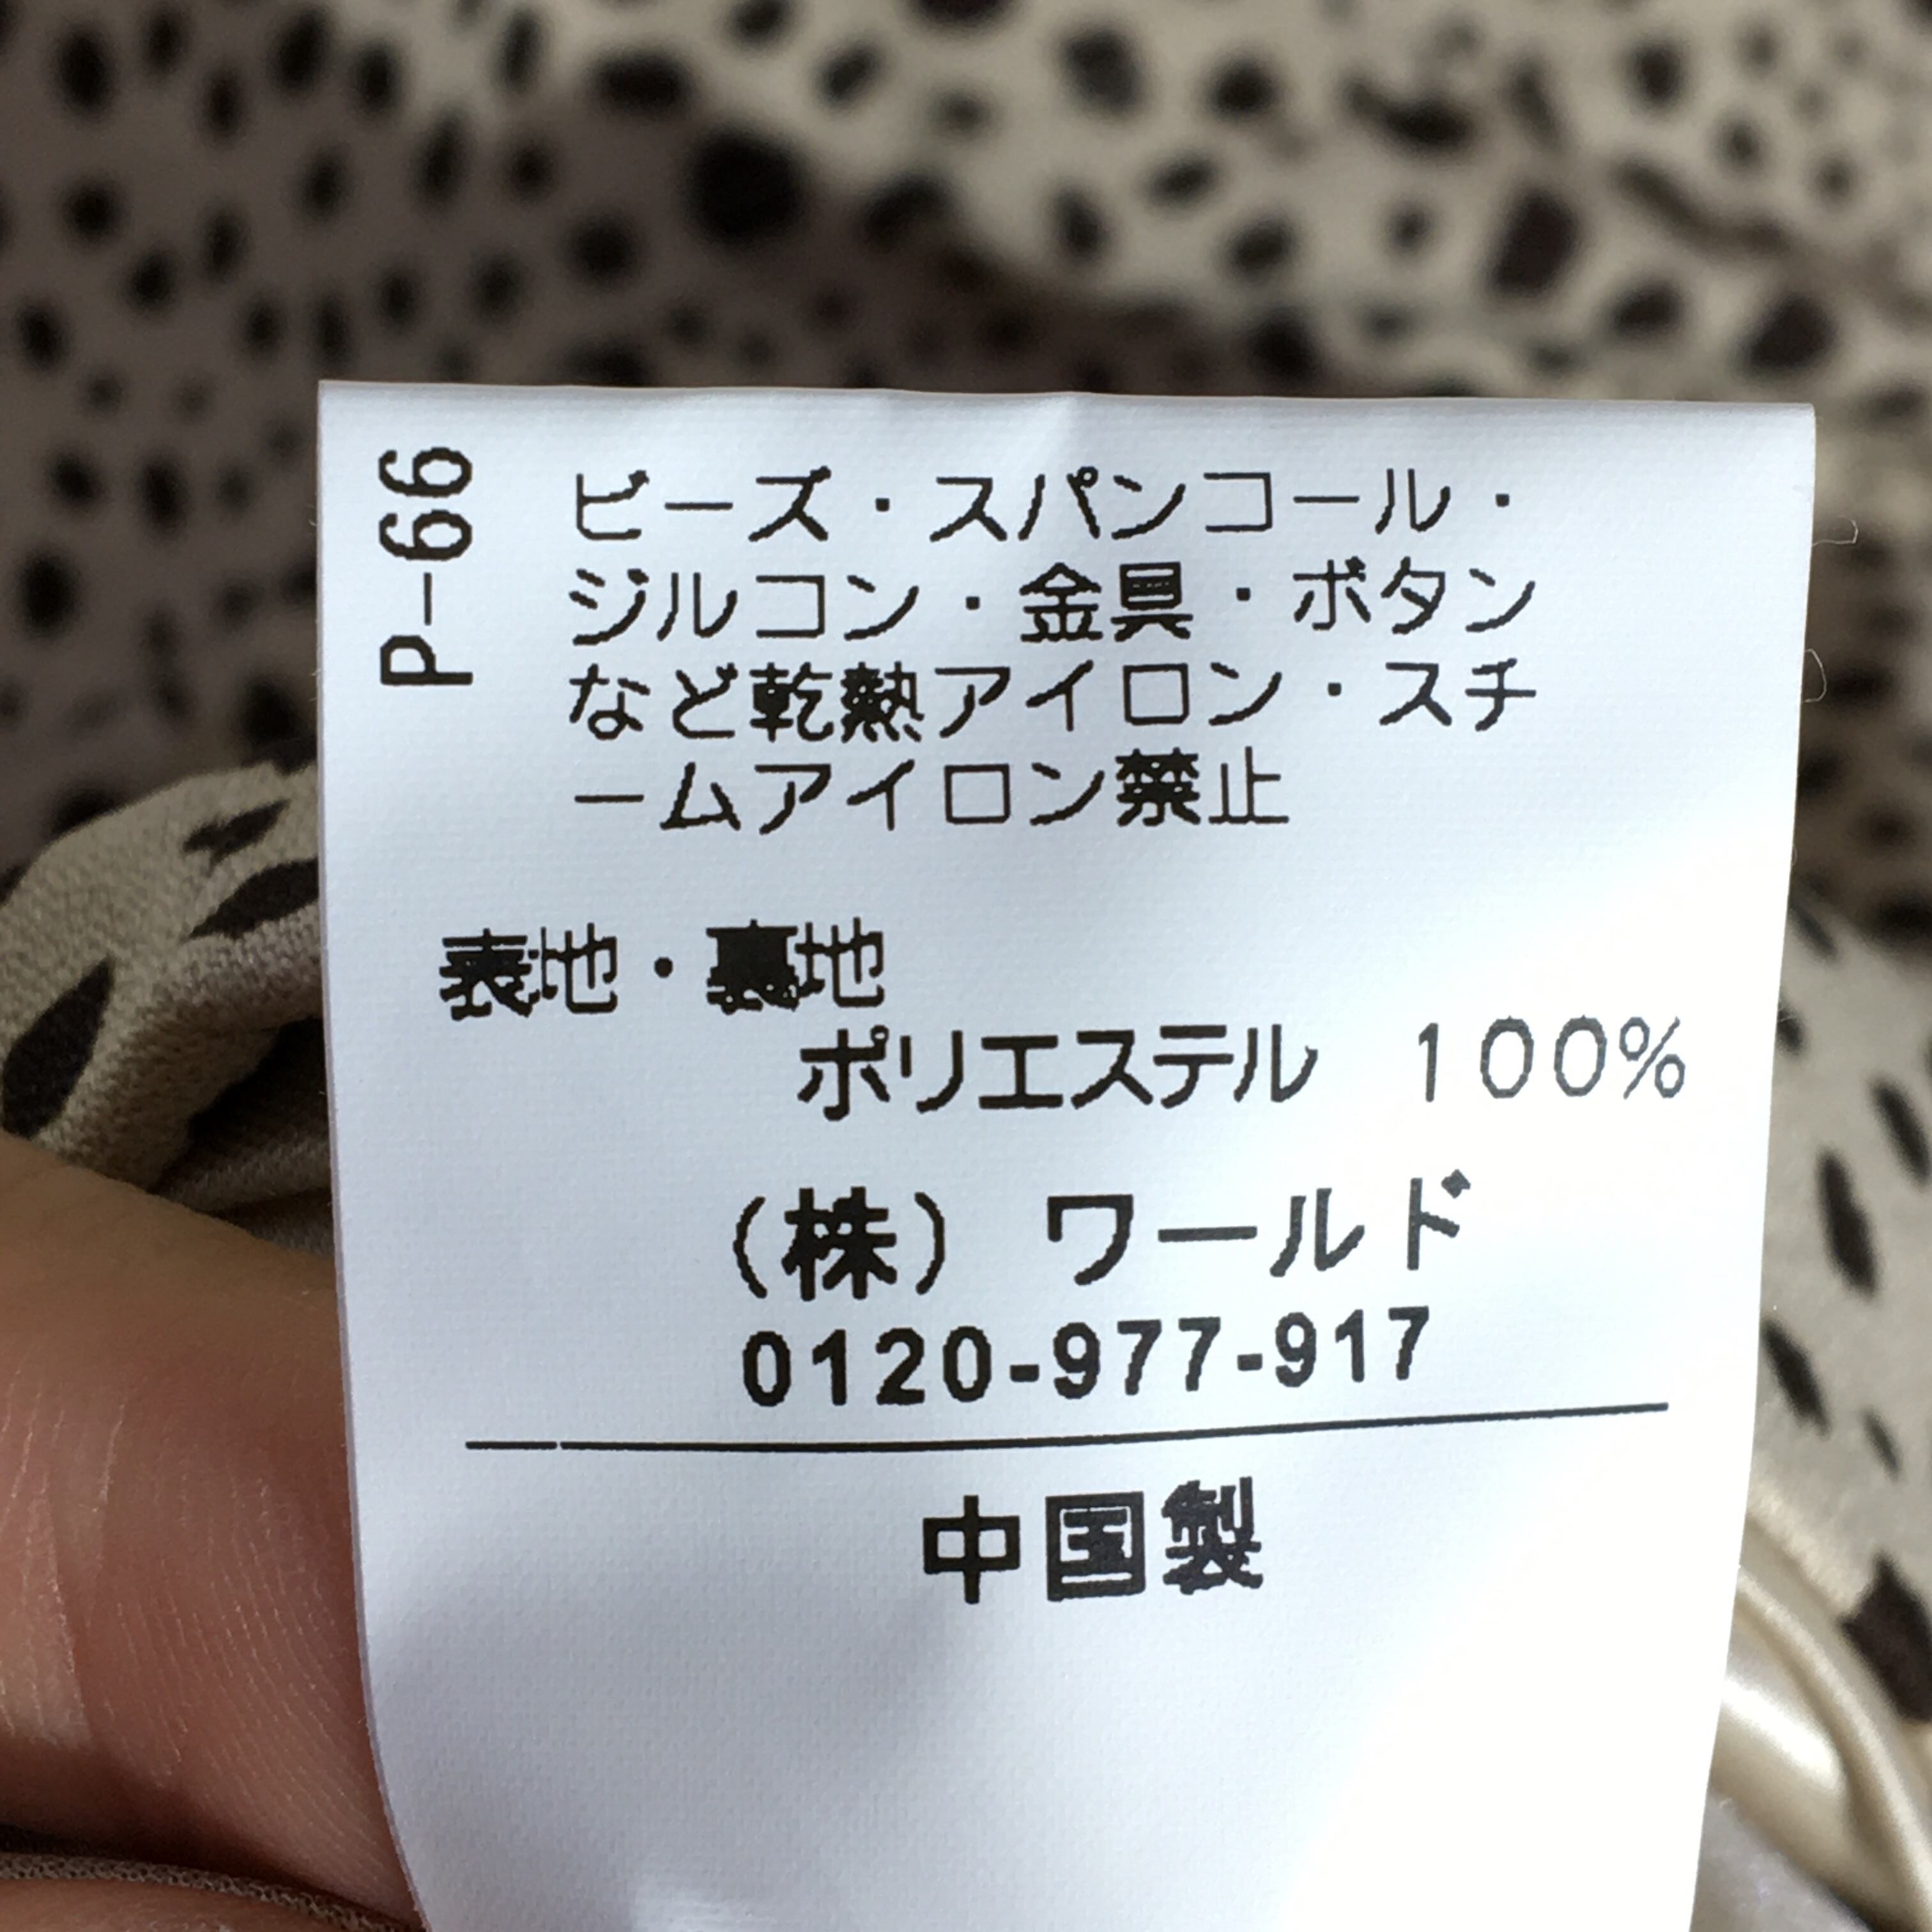 P-66
ビーズ・スパンコール・
ジルコン・金具・ボタン
など乾熱アイロン・スチ
ームアイロン禁止
表地・裏地
ポリエステル 100%
(株) ワールド
0120-977-917
中国製